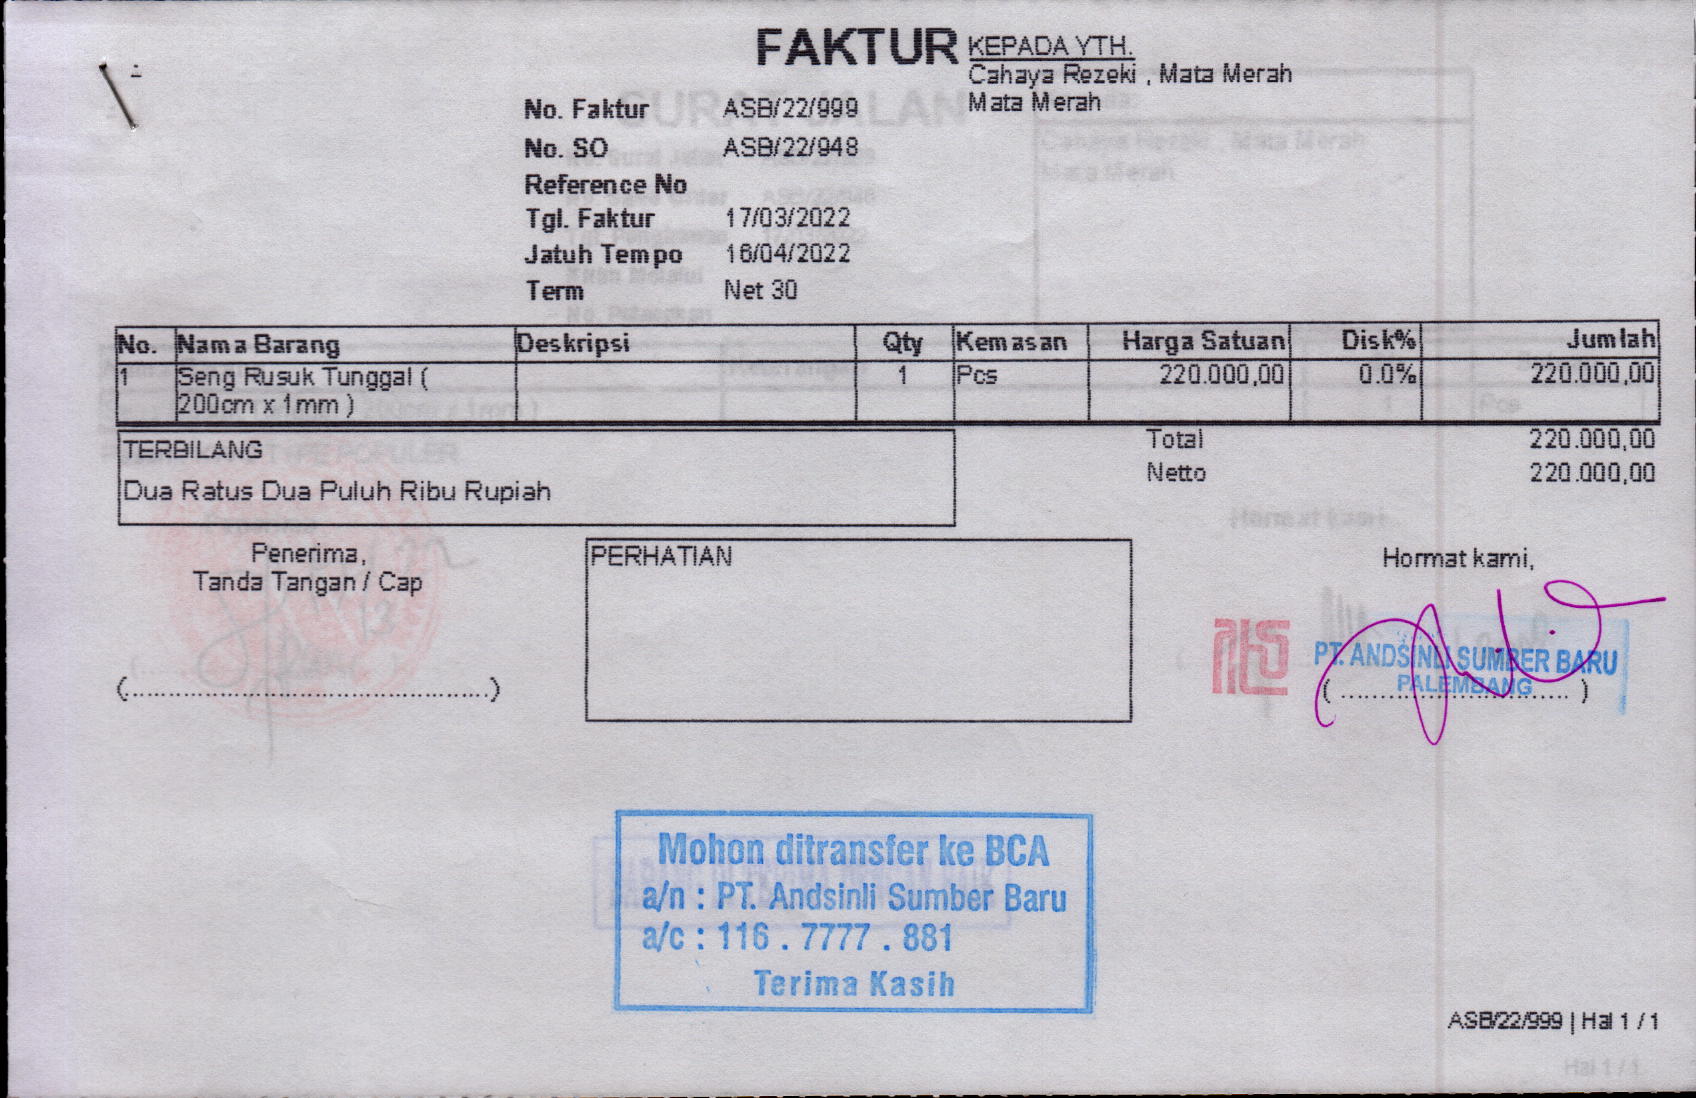 FAKTUR
KEPADA YTH.
Cahaya Rezeki , Mata Merah
Mata Merah
No. Faktur ASB/22/999
No. SO ASB/22/948
Reference No
Tgl. Faktur 17/03/2022
Jatuh Tempo 16/04/2022
Term Net 30
No. Nama Barang Deskripsi Qty Kemasan Harga Satuan Disk% Jumlah
1 Seng Rusuk Tunggal ( 1 Pcs 220.000,00 0.0% 220.000,00
200cm x 1mm )
Total 220.000,00
Netto 220.000,00
TERBILANG
Dua Ratus Dua Puluh Ribu Rupiah
Penerima,
Tanda Tangan / Cap
(................................................)
PERHATIAN
Hormat kami,
PT. ANDSINLI SUMBER BARU
PALEMBANG
(..............................)
Mohon ditransfer ke BCA
a/n : PT. Andsinli Sumber Baru
a/c : 116 . 7777 . 881
Terima Kasih
ASB/22/999 | Hal 1 / 1
Hal 1 / 1